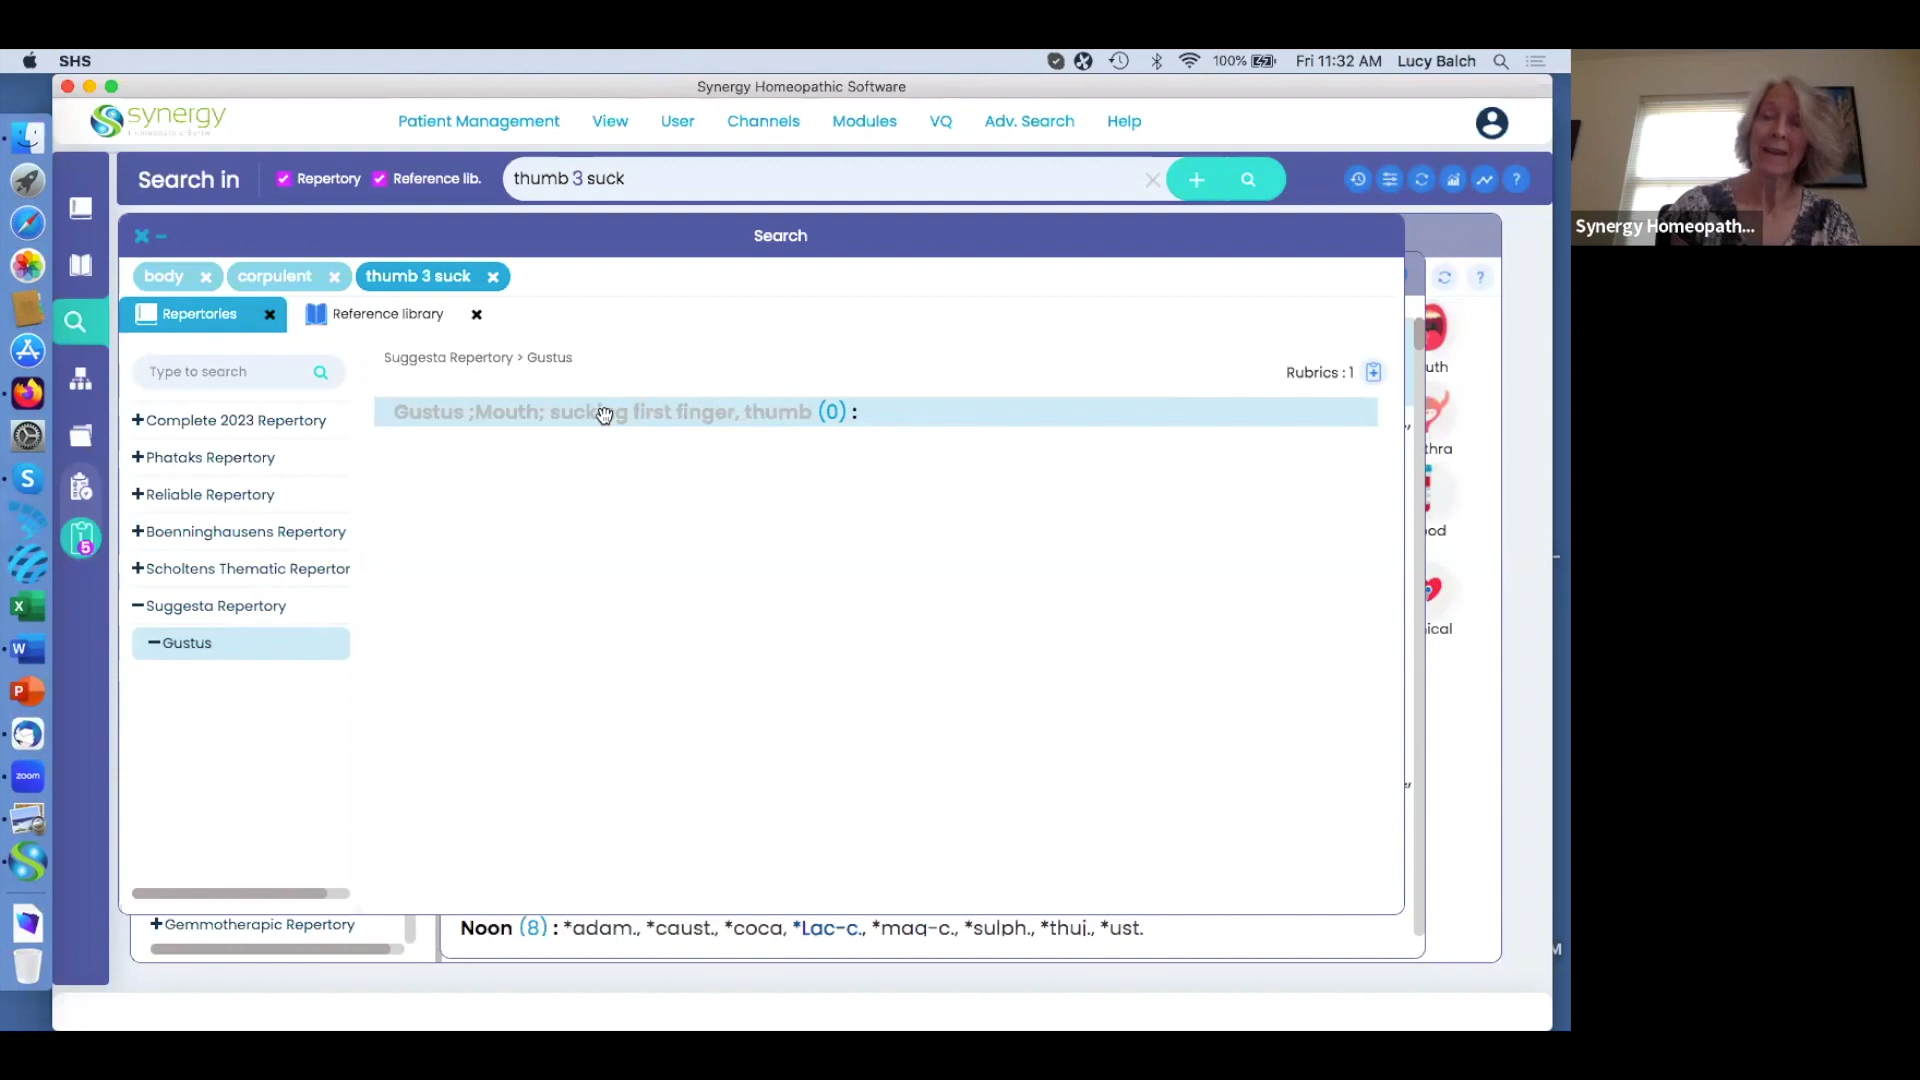 SHS
100%
Fri 11:32 AM
Lucy Balch
Synergy Homeopathic Software
synergy
Patient Management
View
User
Channels
Modules
VQ
Adv. Search
Help
Search in
Repertory
Reference lib.
thumb 3 suck
Search
body
corpulent
thumb 3 suck
Repertories
Reference library
Type to search
Suggesta Repertory > Gustus
Rubrics : 1
Gustus ;Mouth; sucking first finger, thumb (0) :
Complete 2023 Repertory
Phataks Repertory
Reliable Repertory
Boenninghausens Repertory
Scholtens Thematic Repertor
Suggesta Repertory
Gustus
Gemmotherapic Repertory
Noon (8) : *adam., *caust., *coca, *Lac-c., *mag-c., *sulph., *thuj., *ust.
uth
thra
ood
ical
M
5
zoom
Synergy Homeopath...